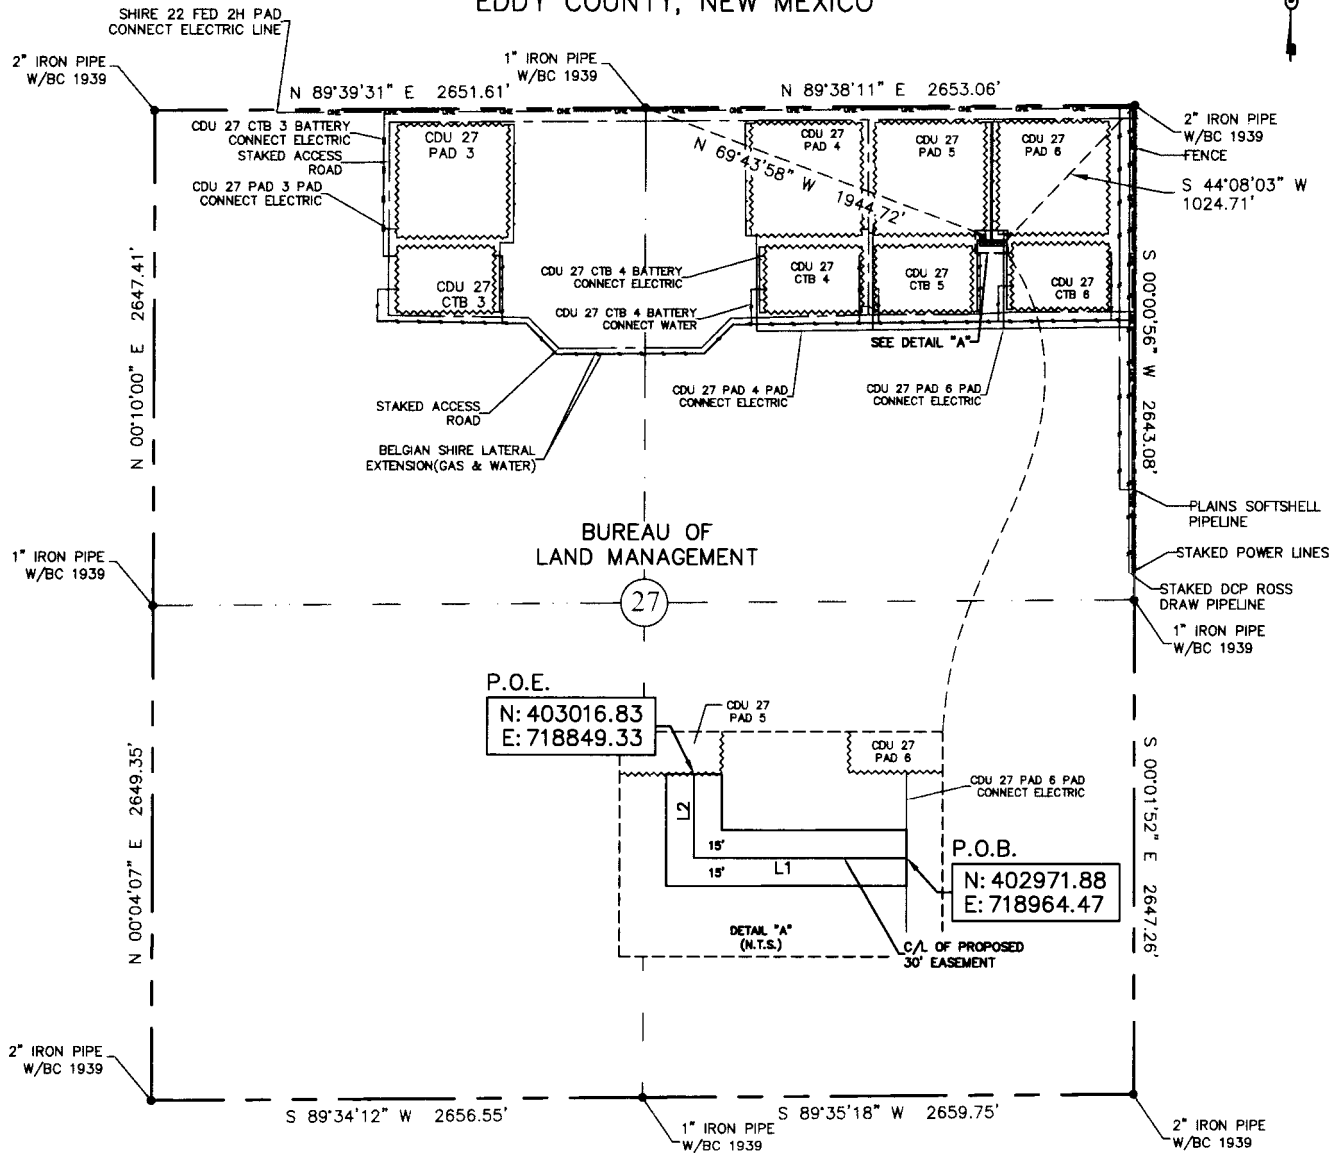 EDDY COUNTY, NEW MEXICO
SHIRE 22 FED 2H PAD
CONNECT ELECTRIC LINE
2" IRON PIPE
W/BC 1939
1" IRON PIPE
W/BC 1939
N 89°39'31" E 2651.61'
N 89°38'11" E 2653.06'
2" IRON PIPE
W/BC 1939
FENCE
S 44°08'03" W
1024.71'
CDU 27 CTB 3 BATTERY
CONNECT ELECTRIC
STAKED ACCESS
ROAD
CDU 27 PAD 3 PAD
CONNECT ELECTRIC
CDU 27
PAD 3
CDU 27
PAD 4
CDU 27
PAD 5
CDU 27
PAD 6
N 69°43'58" W
1944.72'
CDU 27
CTB 3
CDU 27 CTB 4 BATTERY
CONNECT ELECTRIC
CDU 27
CTB 4
CDU 27
CTB 5
CDU 27
CTB 6
CDU 27 CTB 4 BATTERY
CONNECT WATER
SEE DETAIL "A"
N 00°10'00" E 2647.41'
S 00°00'56" W 2643.08'
STAKED ACCESS
ROAD
CDU 27 PAD 4 PAD
CONNECT ELECTRIC
CDU 27 PAD 6 PAD
CONNECT ELECTRIC
BELGIAN SHIRE LATERAL
EXTENSION(GAS & WATER)
PLAINS SOFTSHELL
PIPELINE
STAKED POWER LINES
STAKED DCP ROSS
DRAW PIPELINE
1" IRON PIPE
W/BC 1939
BUREAU OF
LAND MANAGEMENT
27
1" IRON PIPE
W/BC 1939
P.O.E.
N: 403016.83
E: 718849.33
CDU 27
PAD 5
CDU 27
PAD 6
CDU 27 PAD 6 PAD
CONNECT ELECTRIC
L2
15'
15'
L1
P.O.B.
N: 402971.88
E: 718964.47
DETAIL "A"
(N.T.S.)
C/L OF PROPOSED
30' EASEMENT
N 00°04'07" E 2649.35'
S 00°01'52" E 2647.26'
2" IRON PIPE
W/BC 1939
S 89°34'12" W 2656.55'
1" IRON PIPE
W/BC 1939
S 89°35'18" W 2659.75'
2" IRON PIPE
W/BC 1939